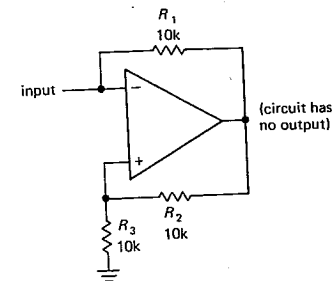 R1
10k
input
−
+
(circuit has
no output)
R2
10k
R3
10k